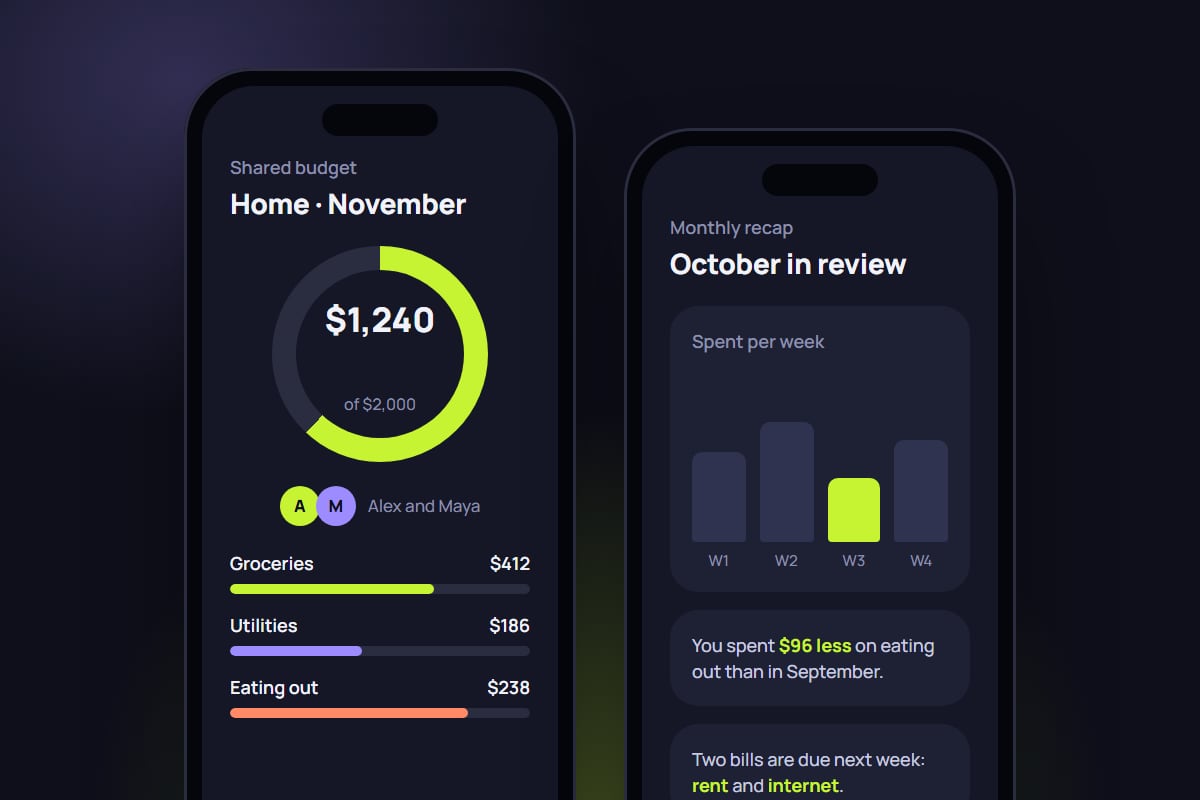 Shared budget
Home · November
$1,240
of $2,000
A M Alex and Maya
Groceries $412
Utilities $186
Eating out $238
Monthly recap
October in review
Spent per week
W1 W2 W3 W4
You spent $96 less on eating
out than in September.
Two bills are due next week:
rent and internet.